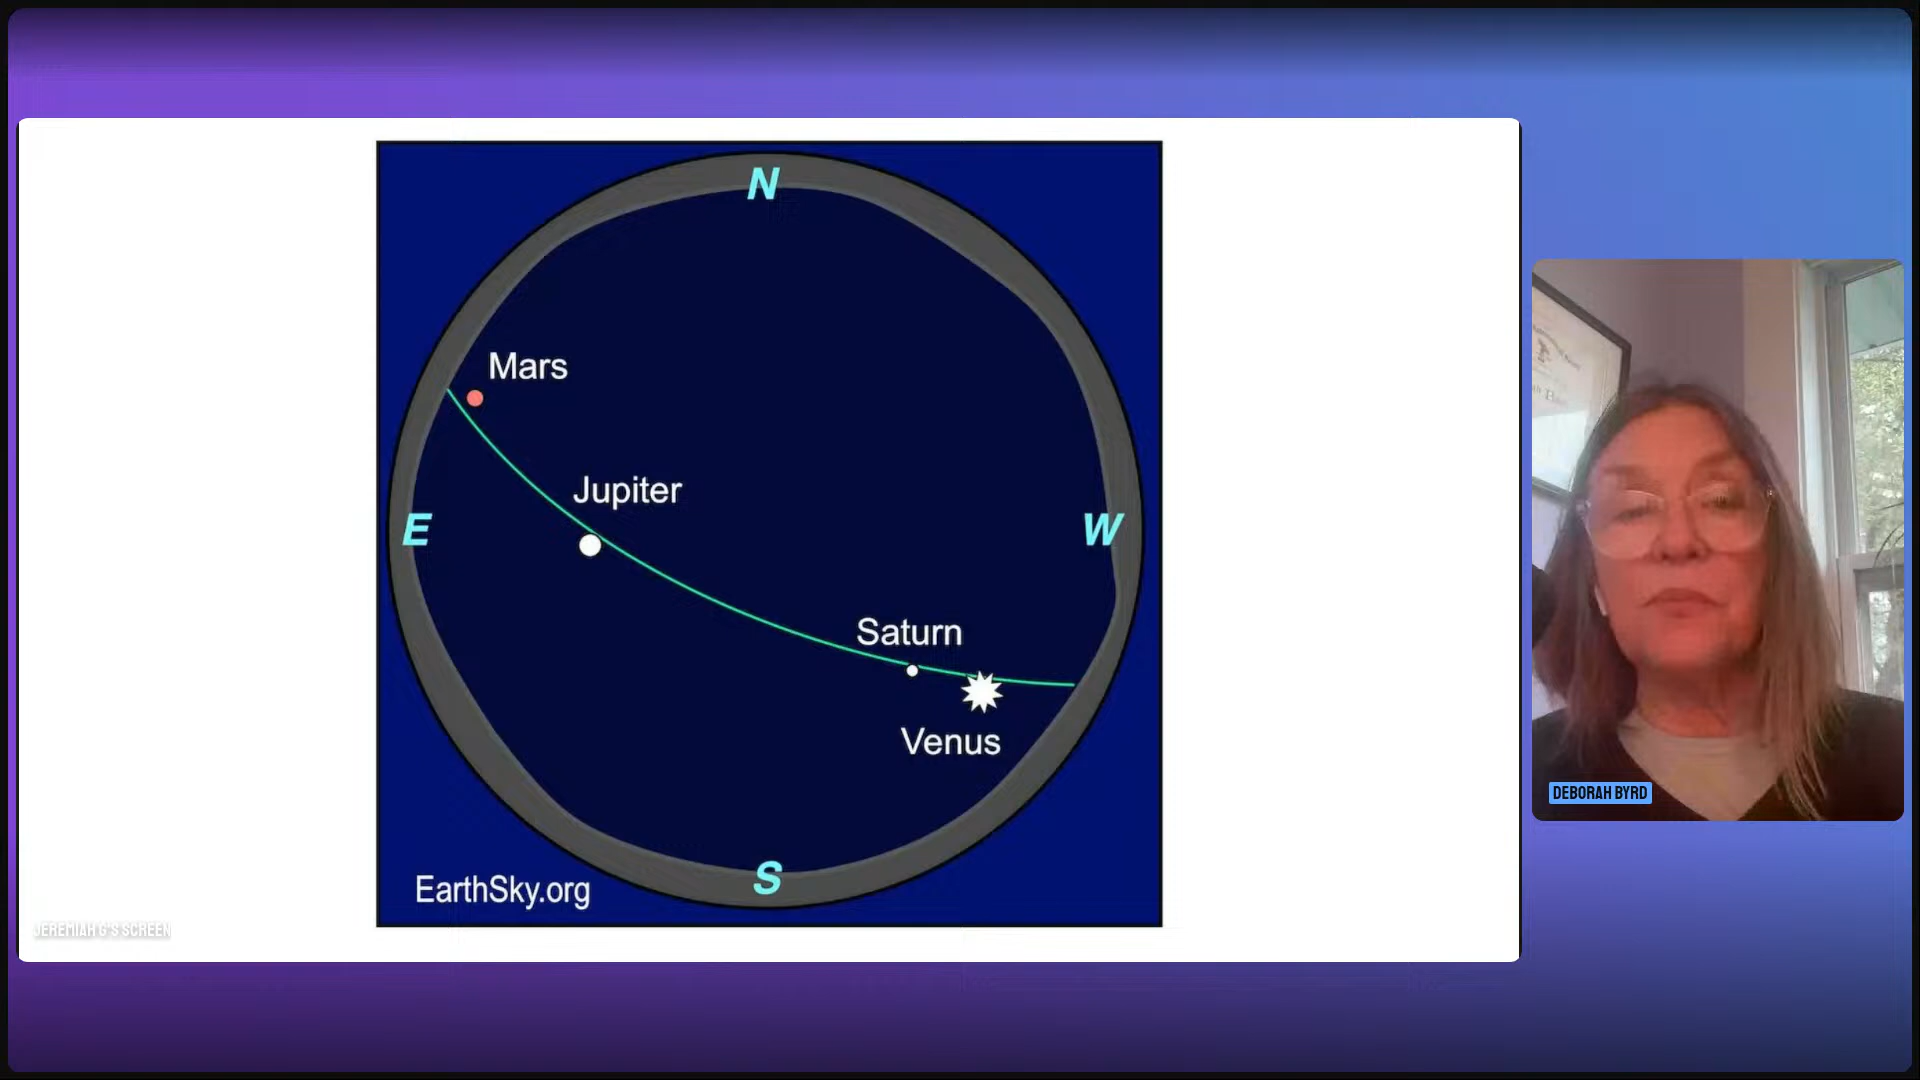 N
Mars
Jupiter
E
W
Saturn
Venus
S
EarthSky.org
JEREMIAH G'S SCREEN
DEBORAH BYRD